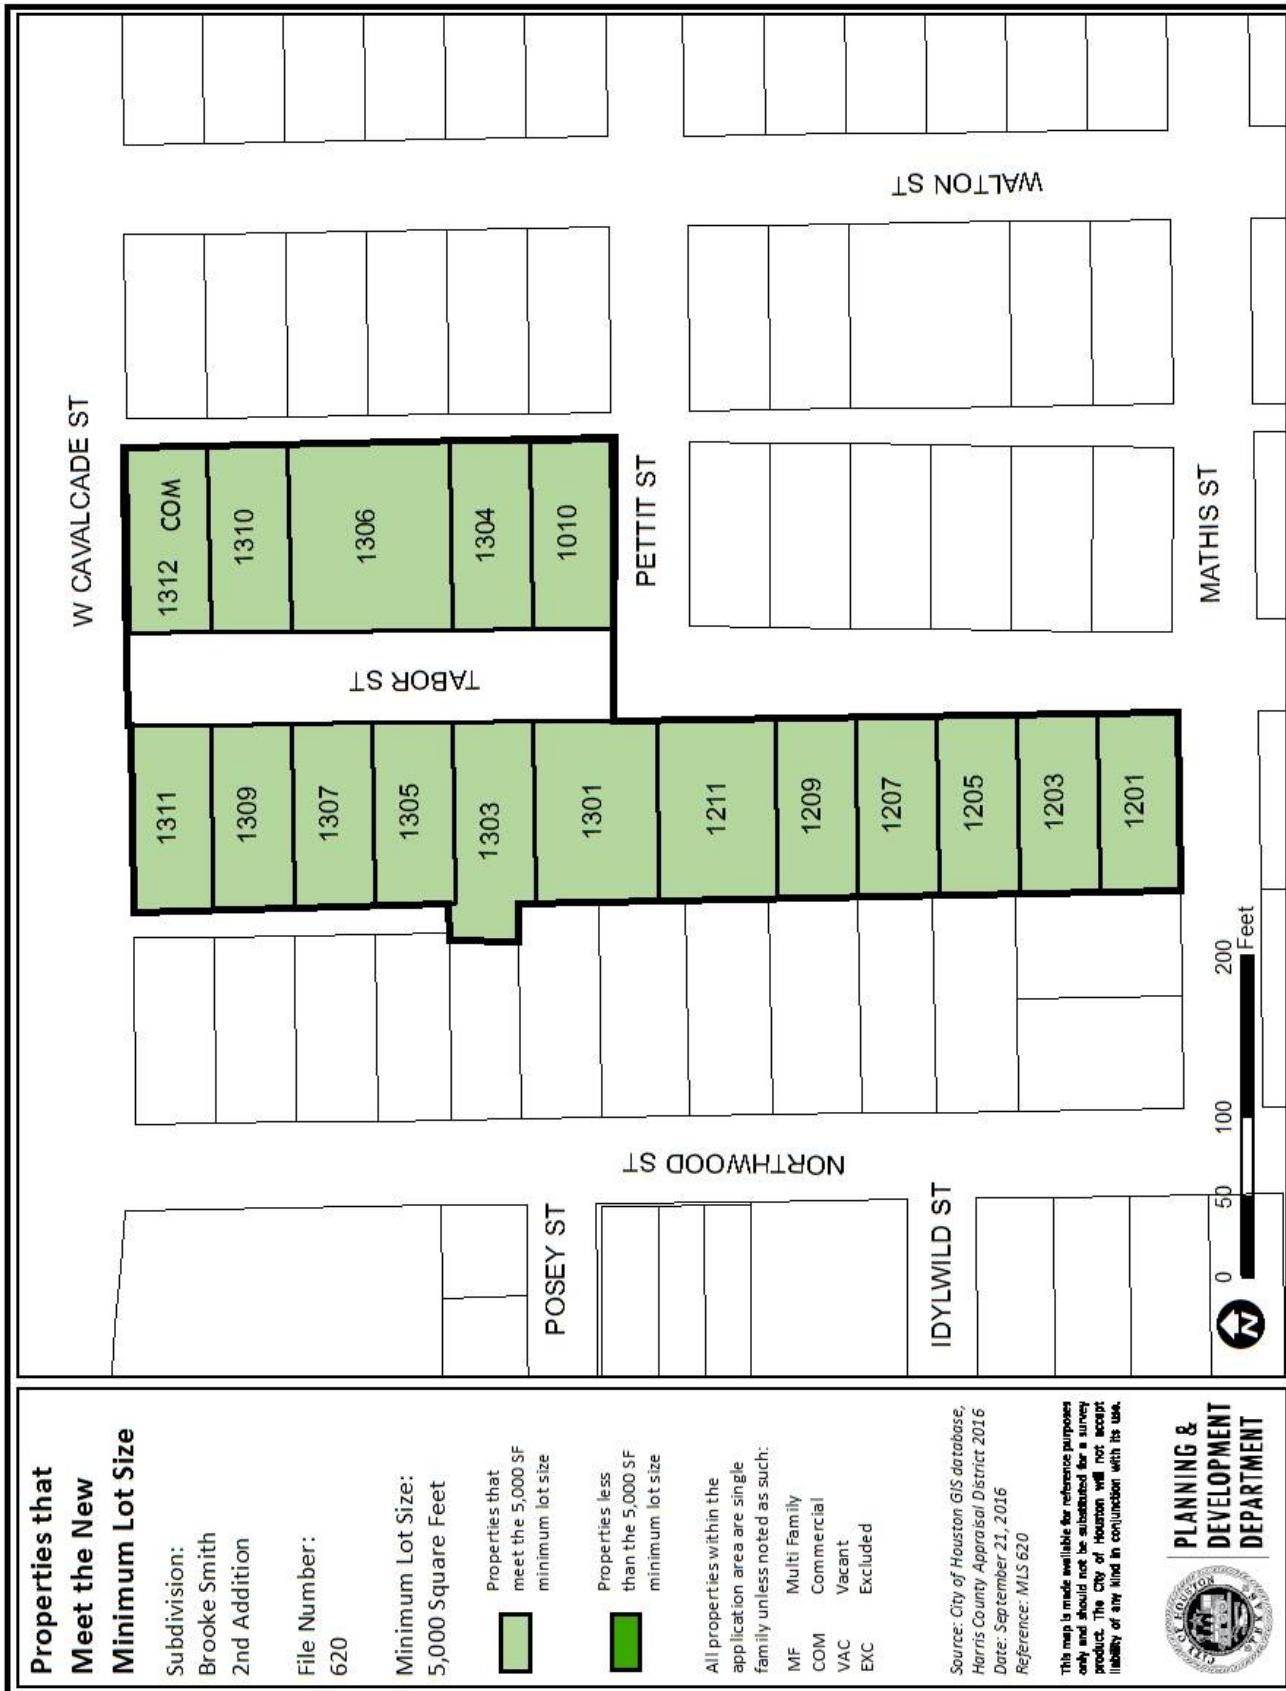 Properties that
Meet the New
Minimum Lot Size
Subdivision:
Brooke Smith
2nd Addition
File Number:
620
Minimum Lot Size:
5,000 Square Feet
Properties that
meet the 5,000 SF
minimum lot size
Properties less
than the 5,000 SF
minimum lot size
All properties within the
application area are single
family unless noted as such:
MF Multi Family
COM Commercial
VAC Vacant
EXC Excluded
Source: City of Houston GIS database,
Harris County Appraisal District 2016
Date: September 21, 2016
Reference: MLS 620
This map is made available for reference purposes
only and should not be substituted for a survey
product. The City of Houston will not accept
liability of any kind in conjunction with its use.
CITY OF HOUSTON
TEXAS
PLANNING &
DEVELOPMENT
DEPARTMENT
W CAVALCADE ST
1312 COM
1310
1306
1304
1010
TABOR ST
PETTIT ST
WALTON ST
MATHIS ST
1311
1309
1307
1305
1303
1301
1211
1209
1207
1205
1203
1201
NORTHWOOD ST
POSEY ST
IDYLWILD ST
N
0 50 100 200
Feet